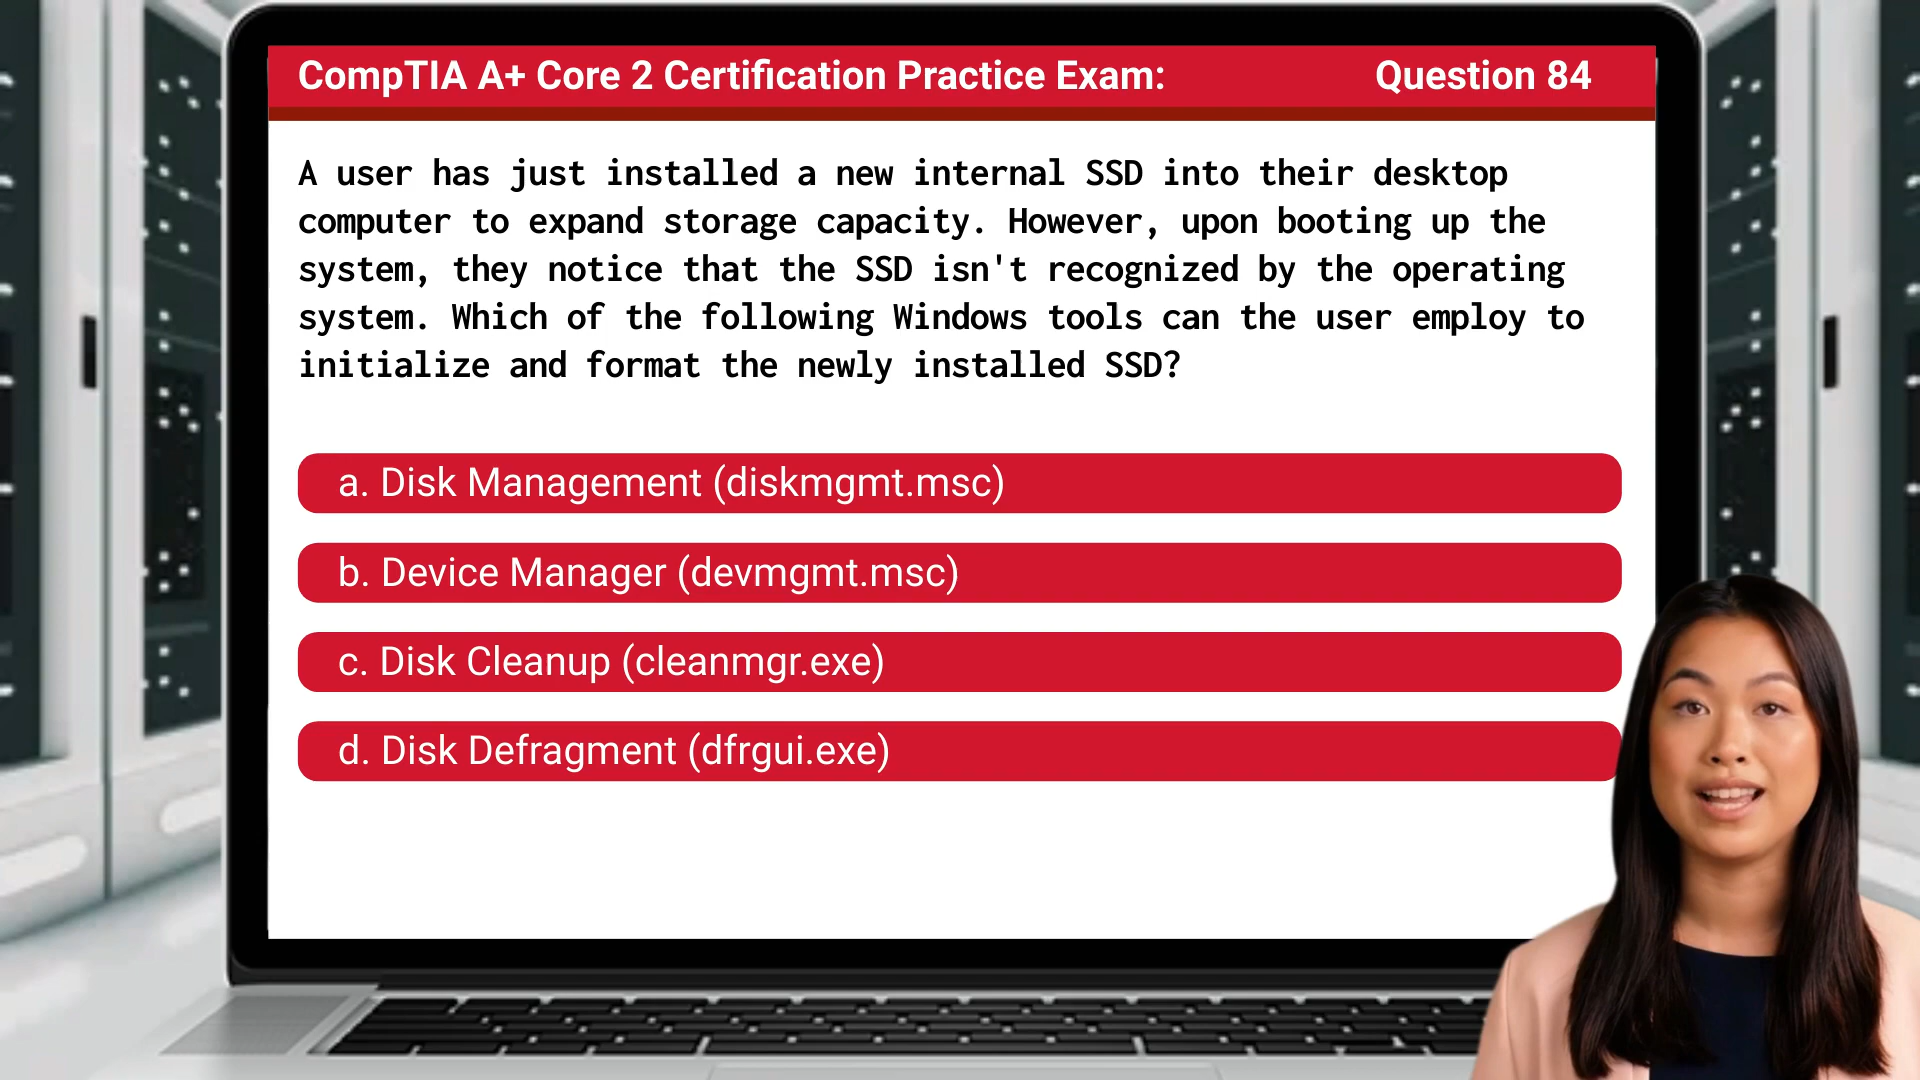 CompTIA A+ Core 2 Certification Practice Exam: Question 84
A user has just installed a new internal SSD into their desktop
computer to expand storage capacity. However, upon booting up the
system, they notice that the SSD isn't recognized by the operating
system. Which of the following Windows tools can the user employ to
initialize and format the newly installed SSD?
a. Disk Management (diskmgmt.msc)
b. Device Manager (devmgmt.msc)
c. Disk Cleanup (cleanmgr.exe)
d. Disk Defragment (dfrgui.exe)